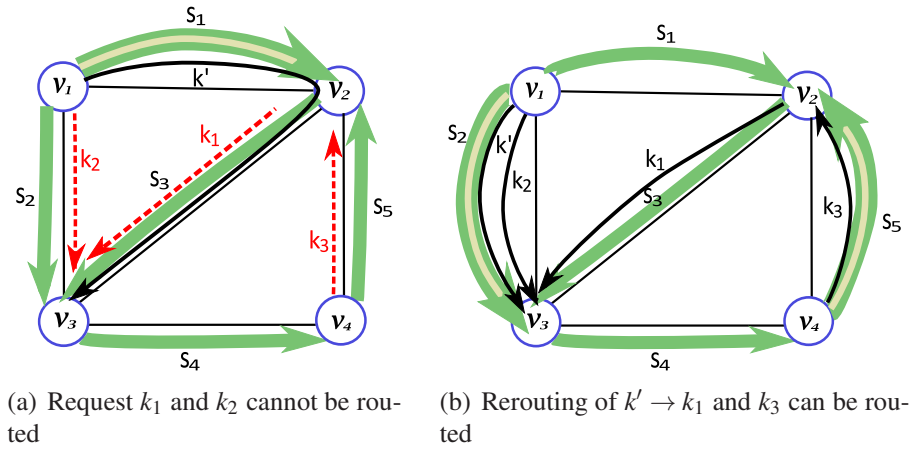 S1
v1
k'
v2
k1
k2
S3
S2
S5
k3
v3
v4
S4
S1
v1
v2
S2
k'
k1
k2
S3
k3
S5
v3
v4
S4
(a) Request k1 and k2 cannot be rou-
ted
(b) Rerouting of k' → k1 and k3 can be rou-
ted